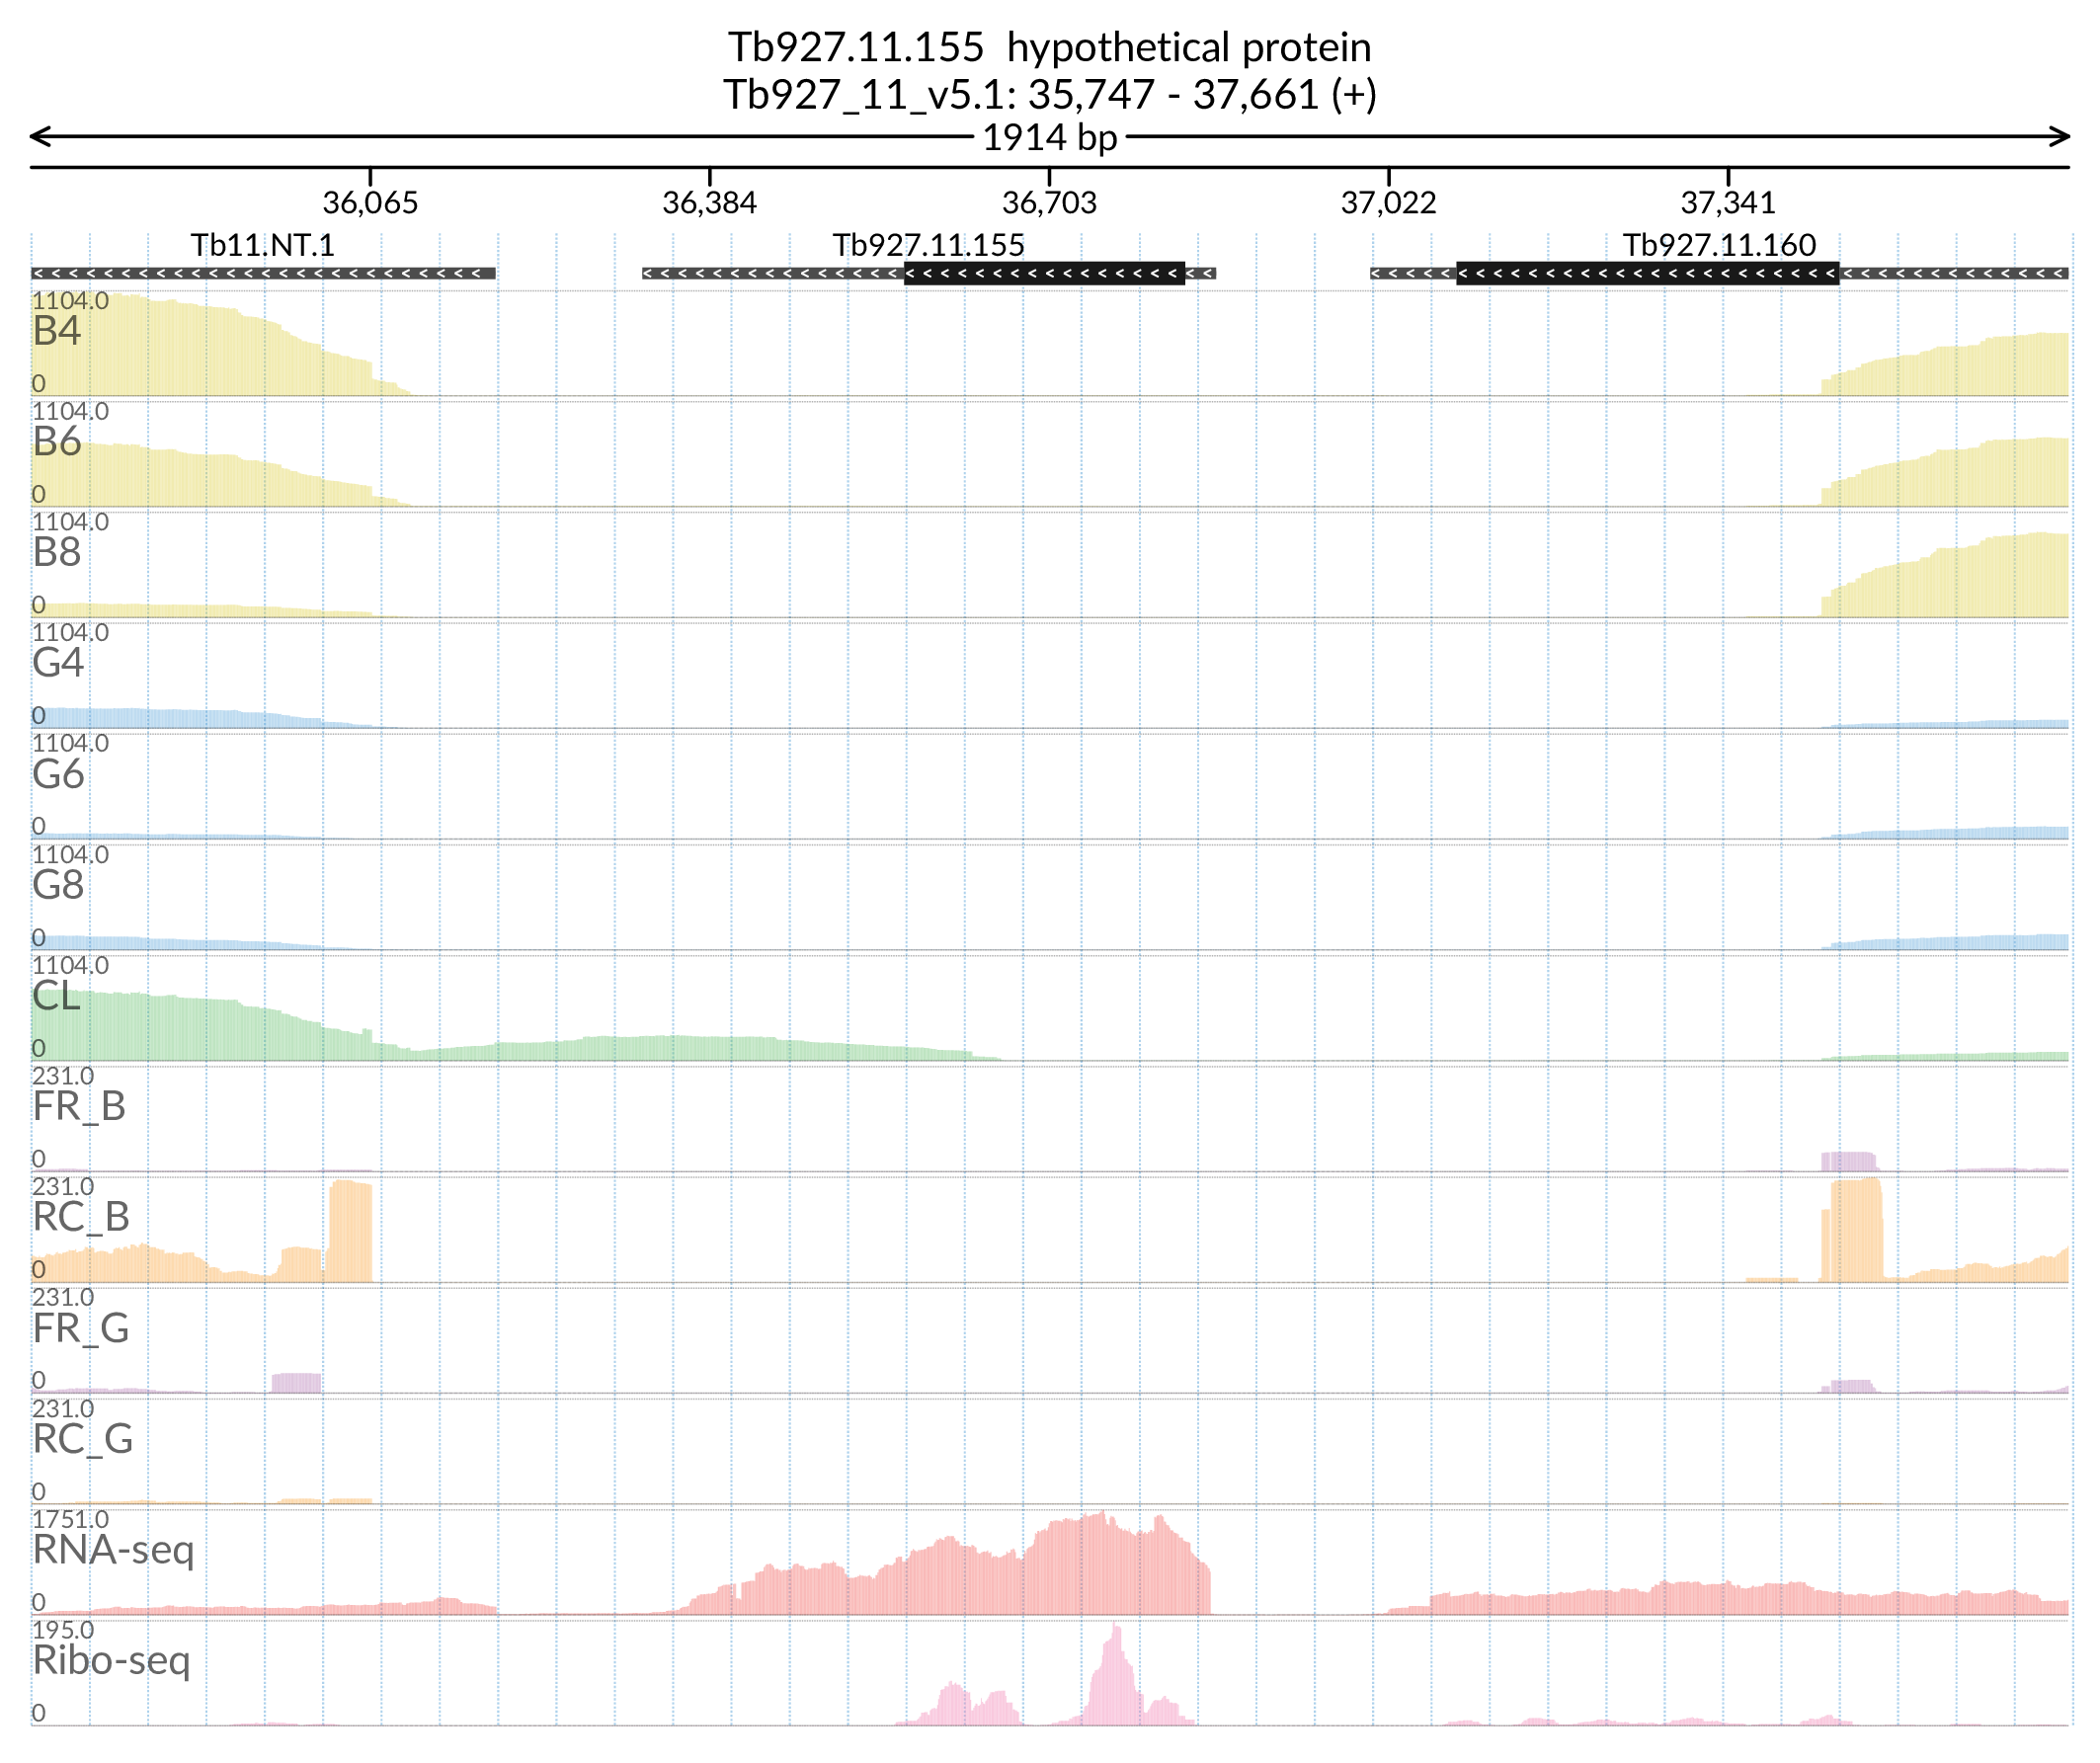 Tb927.11.155  hypothetical protein
Tb927_11_v5.1: 35,747 - 37,661 (+)
1914 bp
36,065 36,384 36,703 37,022 37,341
Tb11.NT.1 Tb927.11.155 Tb927.11.160
1104.0
B4
0
1104.0
B6
0
1104.0
B8
0
1104.0
G4
0
1104.0
G6
0
1104.0
G8
0
1104.0
CL
0
231.0
FR_B
0
231.0
RC_B
0
231.0
FR_G
0
231.0
RC_G
0
1751.0
RNA-seq
0
195.0
Ribo-seq
0